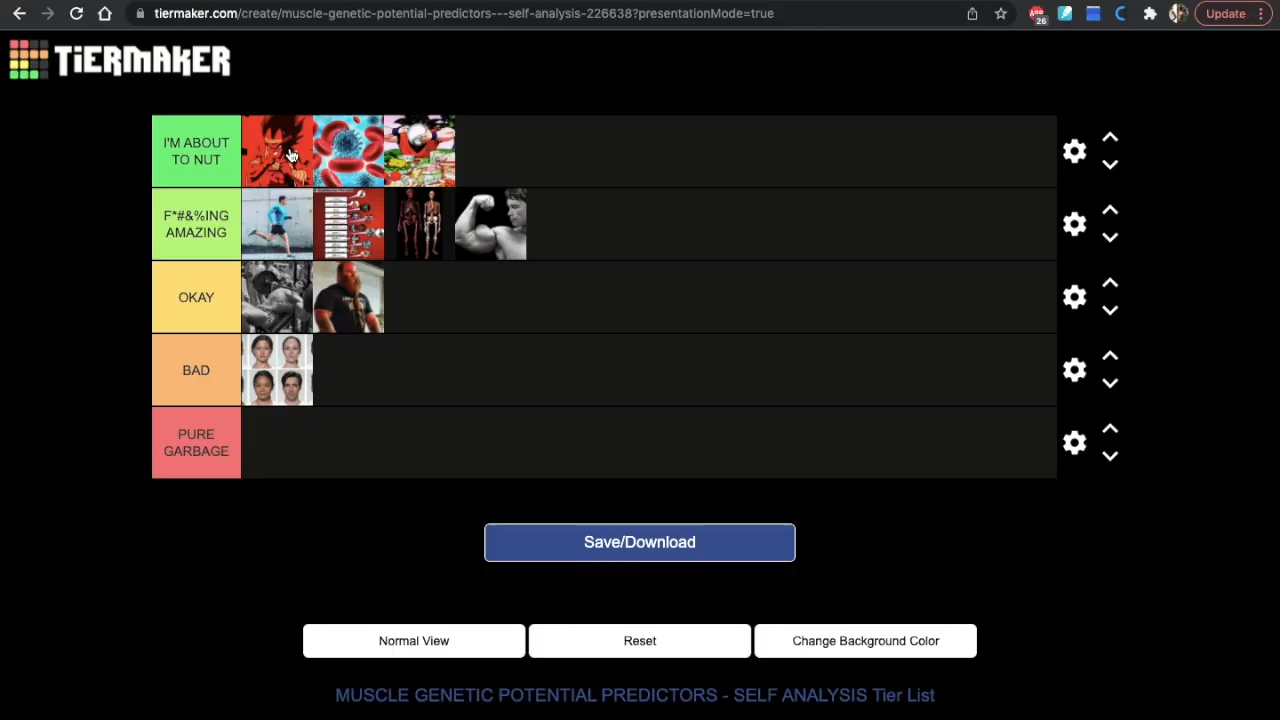 tiermaker.com/create/muscle-genetic-potential-predictors---self-analysis-226638?presentationMode=true
26
Update
TiERMAKER
I'M ABOUT
TO NUT
F*#&%ING
AMAZING
OKAY
BAD
PURE
GARBAGE
Save/Download
Normal View
Reset
Change Background Color
MUSCLE GENETIC POTENTIAL PREDICTORS - SELF ANALYSIS Tier List